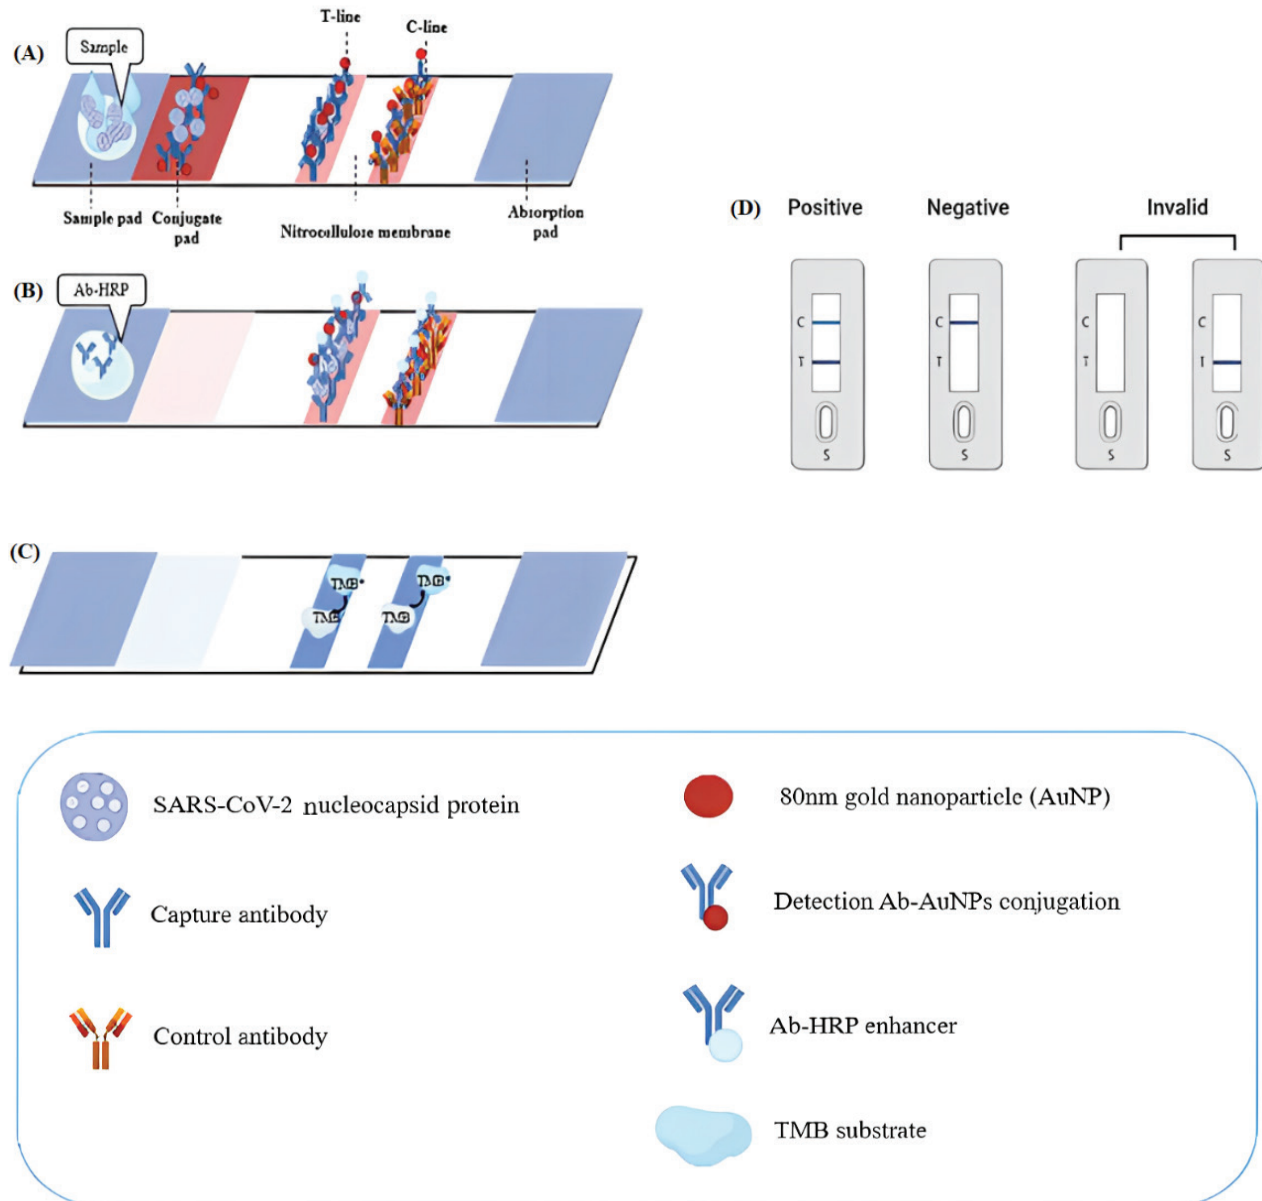 (A)
Sample
T-line
C-line
Sample pad
Conjugate
pad
Nitrocellulose membrane
Absorption
pad
(B)
Ab-HRP
(C)
TMB*
TMB
TMB*
TMB
(D)
Positive
Negative
Invalid
C
T
S
C
T
S
C
T
S
C
T
S
SARS-CoV-2 nucleocapsid protein
Capture antibody
Control antibody
80nm gold nanoparticle (AuNP)
Detection Ab-AuNPs conjugation
Ab-HRP enhancer
TMB substrate